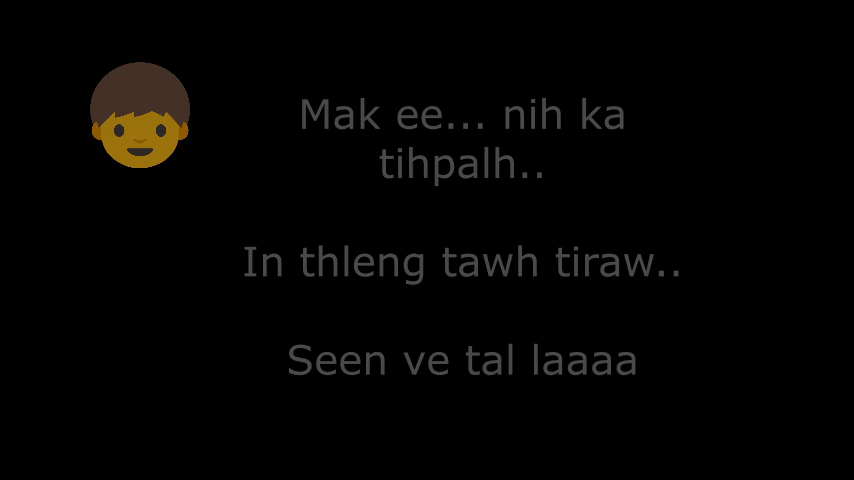 Mak ee... nih ka
tihpalh..
In thleng tawh tiraw..
Seen ve tal laaaa